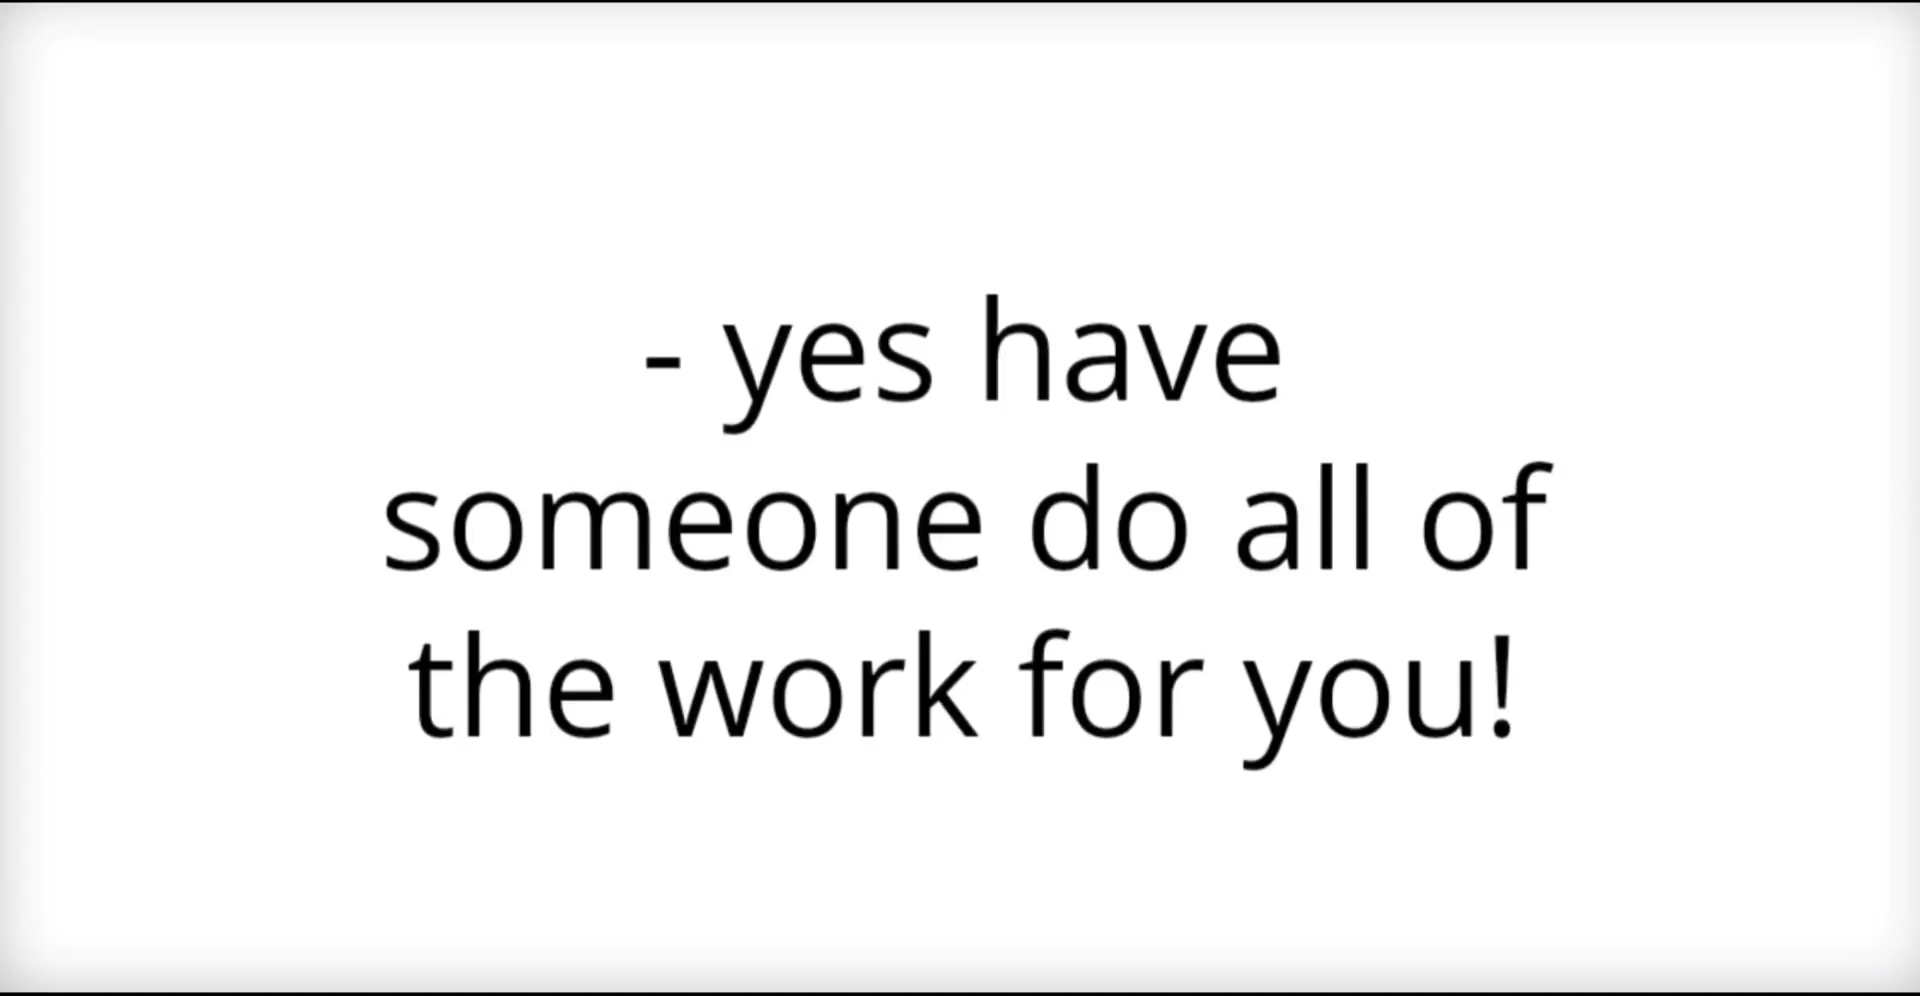 - yes have
someone do all of
the work for you!